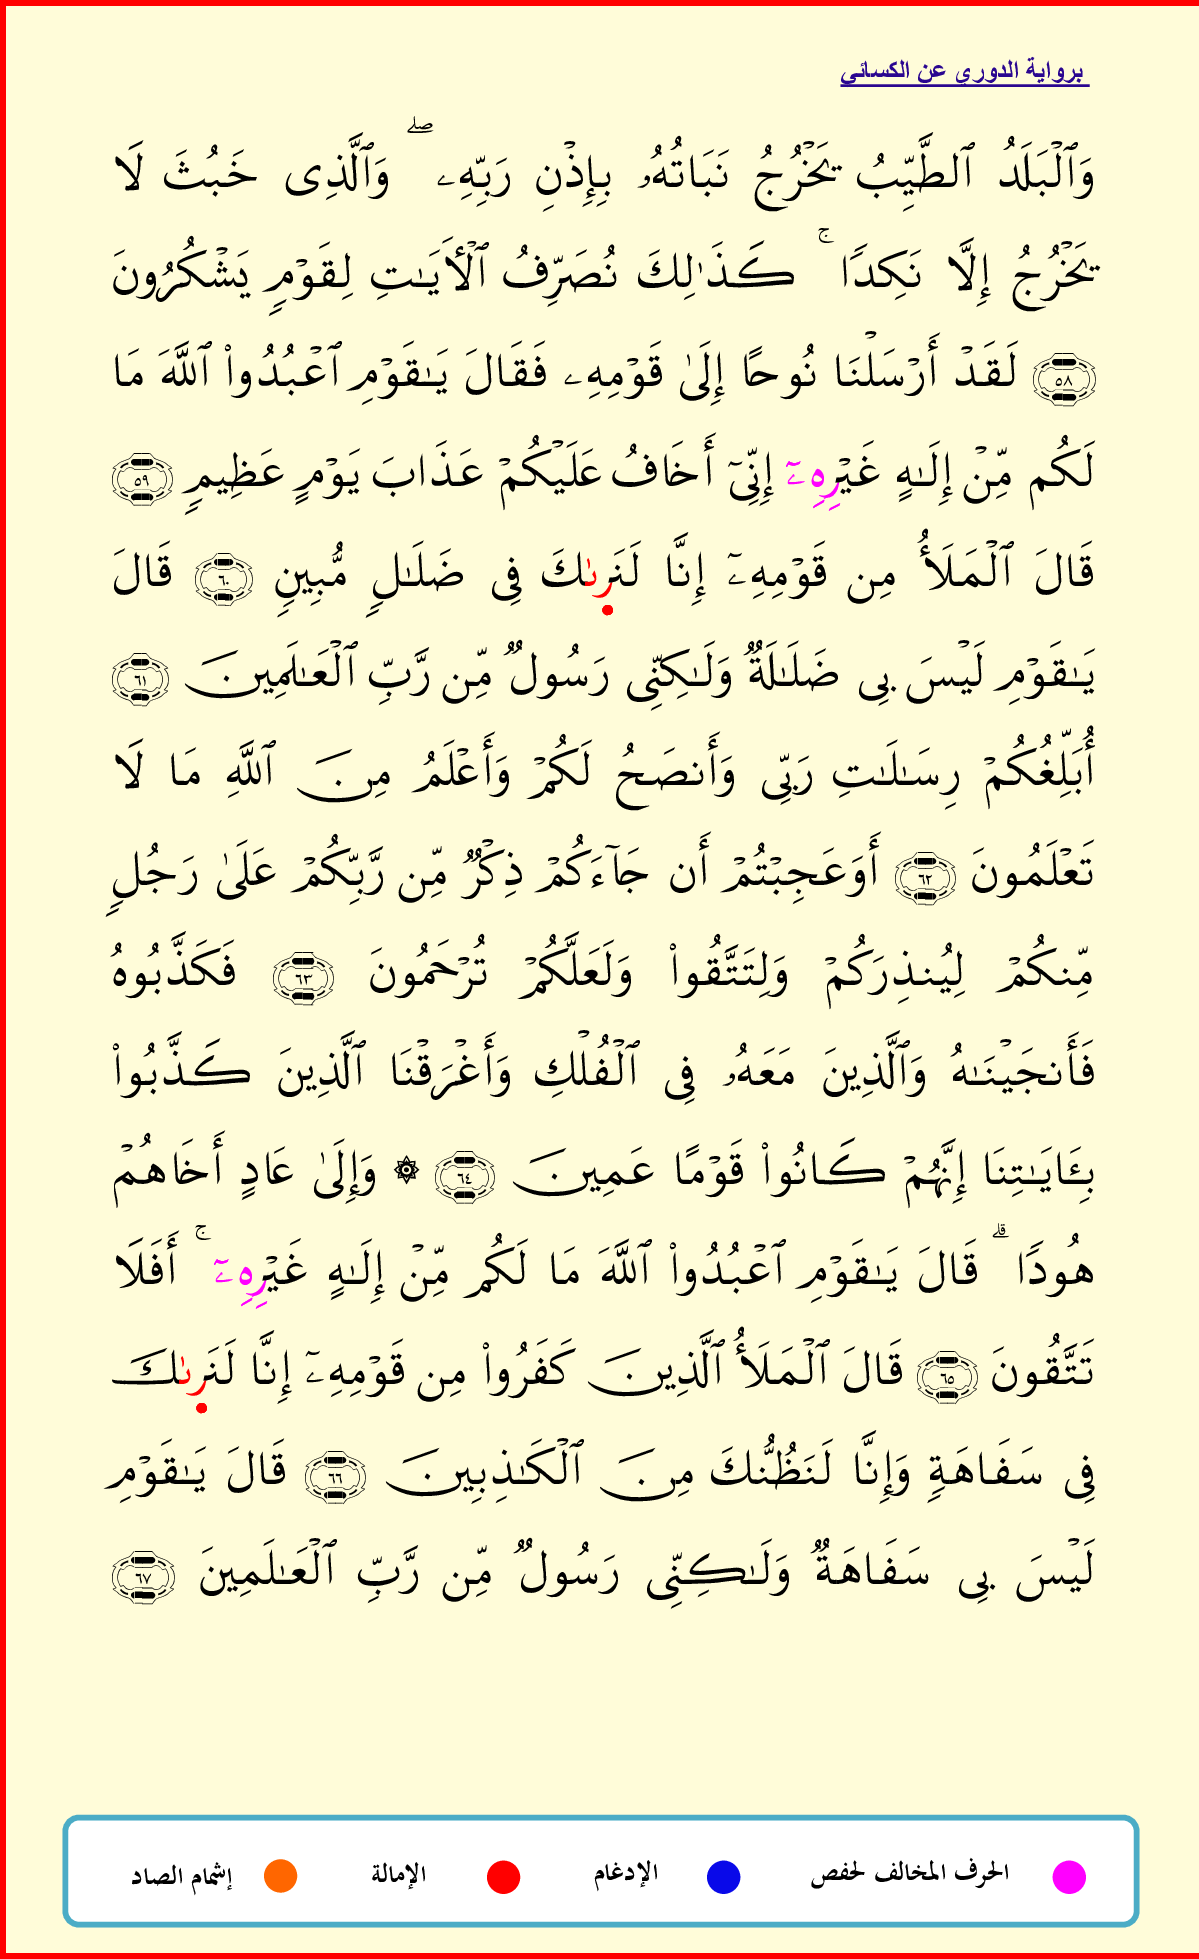 برواية الدوري عن الكسائي
وَٱلۡبَلَدُ ٱلطَّيِّبُ يَخۡرُجُ نَبَاتُهُۥ بِإِذۡنِ رَبِّهِۦۖ وَٱلَّذِى خَبُثَ لَا
يَخۡرُجُ إِلَّا نَكِدٗاۚ كَذَٰلِكَ نُصَرِّفُ ٱلۡأٓيَٰتِ لِقَوۡمٖ يَشۡكُرُونَ
٥٨ لَقَدۡ أَرۡسَلۡنَا نُوحًا إِلَىٰ قَوۡمِهِۦ فَقَالَ يَٰقَوۡمِ ٱعۡبُدُواْ ٱللَّهَ مَا
لَكُم مِّنۡ إِلَٰهٍ غَيۡرِهِۦٓ إِنِّىٓ أَخَافُ عَلَيۡكُمۡ عَذَابَ يَوۡمٍ عَظِيمٖ ٥٩
قَالَ ٱلۡمَلَأُ مِن قَوۡمِهِۦٓ إِنَّا لَنَرىٰكَ فِى ضَلَٰلٖ مُّبِينٖ ٦٠ قَالَ
يَٰقَوۡمِ لَيۡسَ بِى ضَلَٰلَةٞ وَلَٰكِنِّى رَسُولٞ مِّن رَّبِّ ٱلۡعَٰلَمِينَ ٦١
أُبَلِّغُكُمۡ رِسَٰلَٰتِ رَبِّى وَأَنصَحُ لَكُمۡ وَأَعۡلَمُ مِنَ ٱللَّهِ مَا لَا
تَعۡلَمُونَ ٦٢ أَوَعَجِبۡتُمۡ أَن جَآءَكُمۡ ذِكۡرٞ مِّن رَّبِّكُمۡ عَلَىٰ رَجُلٖ
مِّنكُمۡ لِيُنذِرَكُمۡ وَلِتَتَّقُواْ وَلَعَلَّكُمۡ تُرۡحَمُونَ ٦٣ فَكَذَّبُوهُ
فَأَنجَيۡنَٰهُ وَٱلَّذِينَ مَعَهُۥ فِى ٱلۡفُلۡكِ وَأَغۡرَقۡنَا ٱلَّذِينَ كَذَّبُواْ
بِـَٔايَٰتِنَا إِنَّهُمۡ كَانُواْ قَوۡمًا عَمِينَ ٦٤ ۞ وَإِلَىٰ عَادٍ أَخَاهُمۡ
هُودٗاۗ قَالَ يَٰقَوۡمِ ٱعۡبُدُواْ ٱللَّهَ مَا لَكُم مِّنۡ إِلَٰهٍ غَيۡرِهِۦٓۚ أَفَلَا
تَتَّقُونَ ٦٥ قَالَ ٱلۡمَلَأُ ٱلَّذِينَ كَفَرُواْ مِن قَوۡمِهِۦٓ إِنَّا لَنَرىٰكَ
فِى سَفَاهَةٖ وَإِنَّا لَنَظُنُّكَ مِنَ ٱلۡكَٰذِبِينَ ٦٦ قَالَ يَٰقَوۡمِ
لَيۡسَ بِى سَفَاهَةٞ وَلَٰكِنِّى رَسُولٞ مِّن رَّبِّ ٱلۡعَٰلَمِينَ ٦٧
الحرف المخالف لحفص الإدغام الإمالة إشمام الصاد